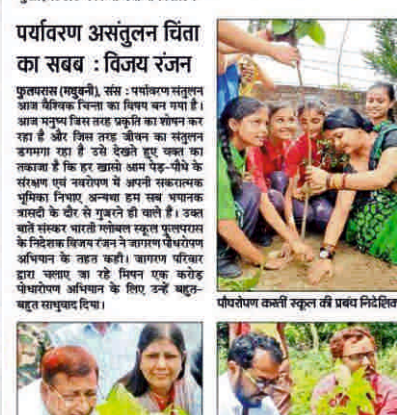 पर्यावरण असंतुलन चिंता
का सबब : विजय रंजन
फुलपरास (मधुबनी), संस : पर्यावरण संतुलन
आज वैश्विक चिन्ता का विषय बन गया है।
आज मनुष्य जिस तरह प्रकृति का शोषन कर
रहा है और जिस तरह जीवन का संतुलन
डगमगा रहा है उसे देखते हुए वक्त का
तकाजा है कि हर खासो आम पेड़-पौधे के
संरक्षण एवं नवरोपण में अपनी सकरात्मक
भूमिका निभाए अन्यथा हम सब भयानक
त्रासदी के दौर से गुजरने ही वाले हैं। उक्त
बातें संस्कर भारती ग्लोबल स्कूल फुलपरास
के निदेशक विजय रंजन ने जागरण पौधरोपण
अभियान के तहत कही। जागरण परिवार
द्वारा चलाए जा रहे मिषन एक करोड़
पोधारोपण अभियान के लिए उन्हें बहुत-
बहुत साधुवाद दिया।
पौधरोपण करतीं स्कूल की प्रबंध निदेशिक